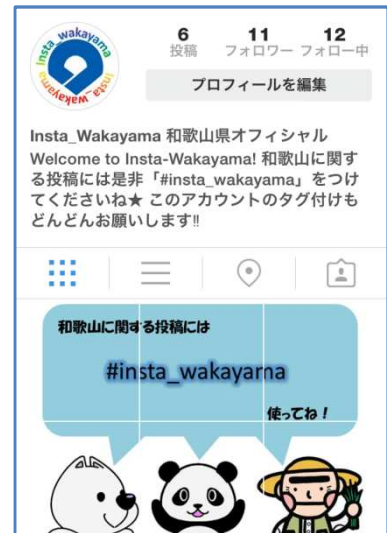 Insta_wakayama Insta_wakayama
6 11 12
投稿 フォロワー フォロー中
プロフィールを編集
Insta_Wakayama 和歌山県オフィシャル
Welcome to Insta-Wakayama! 和歌山に関す
る投稿には是非「#insta_wakayama」をつけ
てくださいね★ このアカウントのタグ付けも
どんどんお願いします!!
和歌山に関する投稿には
#insta_wakayama
使ってね！